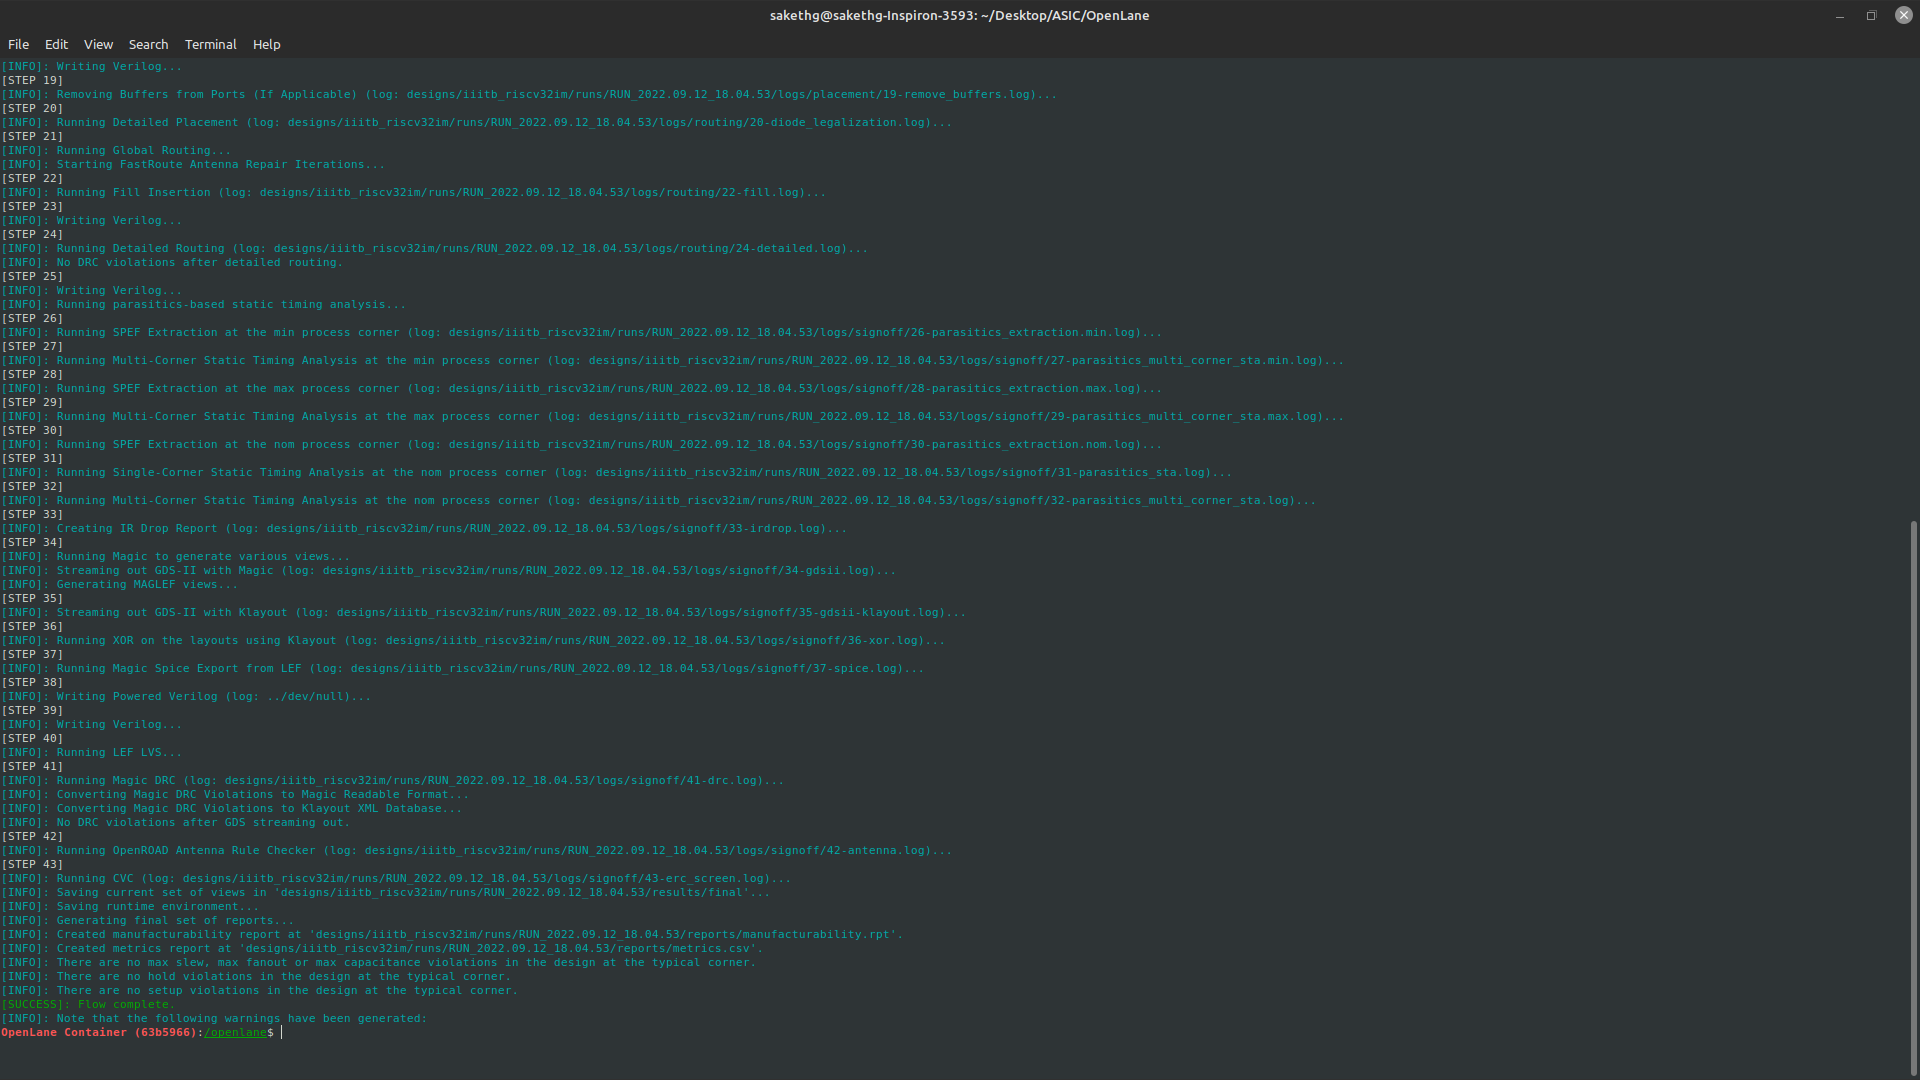 sakethg@sakethg-Inspiron-3593: ~/Desktop/ASIC/OpenLane
File Edit View Search Terminal Help
[INFO]: Writing Verilog...
[STEP 19]
[INFO]: Removing Buffers from Ports (If Applicable) (log: designs/iiitb_riscv32im/runs/RUN_2022.09.12_18.04.53/logs/placement/19-remove_buffers.log)...
[STEP 20]
[INFO]: Running Detailed Placement (log: designs/iiitb_riscv32im/runs/RUN_2022.09.12_18.04.53/logs/routing/20-diode_legalization.log)...
[STEP 21]
[INFO]: Running Global Routing...
[INFO]: Starting FastRoute Antenna Repair Iterations...
[STEP 22]
[INFO]: Running Fill Insertion (log: designs/iiitb_riscv32im/runs/RUN_2022.09.12_18.04.53/logs/routing/22-fill.log)...
[STEP 23]
[INFO]: Writing Verilog...
[STEP 24]
[INFO]: Running Detailed Routing (log: designs/iiitb_riscv32im/runs/RUN_2022.09.12_18.04.53/logs/routing/24-detailed.log)...
[INFO]: No DRC violations after detailed routing.
[STEP 25]
[INFO]: Writing Verilog...
[INFO]: Running parasitics-based static timing analysis...
[STEP 26]
[INFO]: Running SPEF Extraction at the min process corner (log: designs/iiitb_riscv32im/runs/RUN_2022.09.12_18.04.53/logs/signoff/26-parasitics_extraction.min.log)...
[STEP 27]
[INFO]: Running Multi-Corner Static Timing Analysis at the min process corner (log: designs/iiitb_riscv32im/runs/RUN_2022.09.12_18.04.53/logs/signoff/27-parasitics_multi_corner_sta.min.log)...
[STEP 28]
[INFO]: Running SPEF Extraction at the max process corner (log: designs/iiitb_riscv32im/runs/RUN_2022.09.12_18.04.53/logs/signoff/28-parasitics_extraction.max.log)...
[STEP 29]
[INFO]: Running Multi-Corner Static Timing Analysis at the max process corner (log: designs/iiitb_riscv32im/runs/RUN_2022.09.12_18.04.53/logs/signoff/29-parasitics_multi_corner_sta.max.log)...
[STEP 30]
[INFO]: Running SPEF Extraction at the nom process corner (log: designs/iiitb_riscv32im/runs/RUN_2022.09.12_18.04.53/logs/signoff/30-parasitics_extraction.nom.log)...
[STEP 31]
[INFO]: Running Single-Corner Static Timing Analysis at the nom process corner (log: designs/iiitb_riscv32im/runs/RUN_2022.09.12_18.04.53/logs/signoff/31-parasitics_sta.log)...
[STEP 32]
[INFO]: Running Multi-Corner Static Timing Analysis at the nom process corner (log: designs/iiitb_riscv32im/runs/RUN_2022.09.12_18.04.53/logs/signoff/32-parasitics_multi_corner_sta.log)...
[STEP 33]
[INFO]: Creating IR Drop Report (log: designs/iiitb_riscv32im/runs/RUN_2022.09.12_18.04.53/logs/signoff/33-irdrop.log)...
[STEP 34]
[INFO]: Running Magic to generate various views...
[INFO]: Streaming out GDS-II with Magic (log: designs/iiitb_riscv32im/runs/RUN_2022.09.12_18.04.53/logs/signoff/34-gdsii.log)...
[INFO]: Generating MAGLEF views...
[STEP 35]
[INFO]: Streaming out GDS-II with Klayout (log: designs/iiitb_riscv32im/runs/RUN_2022.09.12_18.04.53/logs/signoff/35-gdsii-klayout.log)...
[STEP 36]
[INFO]: Running XOR on the layouts using Klayout (log: designs/iiitb_riscv32im/runs/RUN_2022.09.12_18.04.53/logs/signoff/36-xor.log)...
[STEP 37]
[INFO]: Running Magic Spice Export from LEF (log: designs/iiitb_riscv32im/runs/RUN_2022.09.12_18.04.53/logs/signoff/37-spice.log)...
[STEP 38]
[INFO]: Writing Powered Verilog (log: ../dev/null)...
[STEP 39]
[INFO]: Writing Verilog...
[STEP 40]
[INFO]: Running LEF LVS...
[STEP 41]
[INFO]: Running Magic DRC (log: designs/iiitb_riscv32im/runs/RUN_2022.09.12_18.04.53/logs/signoff/41-drc.log)...
[INFO]: Converting Magic DRC Violations to Magic Readable Format...
[INFO]: Converting Magic DRC Violations to Klayout XML Database...
[INFO]: No DRC violations after GDS streaming out.
[STEP 42]
[INFO]: Running OpenROAD Antenna Rule Checker (log: designs/iiitb_riscv32im/runs/RUN_2022.09.12_18.04.53/logs/signoff/42-antenna.log)...
[STEP 43]
[INFO]: Running CVC (log: designs/iiitb_riscv32im/runs/RUN_2022.09.12_18.04.53/logs/signoff/43-erc_screen.log)...
[INFO]: Saving current set of views in 'designs/iiitb_riscv32im/runs/RUN_2022.09.12_18.04.53/results/final'...
[INFO]: Saving runtime environment...
[INFO]: Generating final set of reports...
[INFO]: Created manufacturability report at 'designs/iiitb_riscv32im/runs/RUN_2022.09.12_18.04.53/reports/manufacturability.rpt'.
[INFO]: Created metrics report at 'designs/iiitb_riscv32im/runs/RUN_2022.09.12_18.04.53/reports/metrics.csv'.
[INFO]: There are no max slew, max fanout or max capacitance violations in the design at the typical corner.
[INFO]: There are no hold violations in the design at the typical corner.
[INFO]: There are no setup violations in the design at the typical corner.
[SUCCESS]: Flow complete.
[INFO]: Note that the following warnings have been generated:
OpenLane Container (63b5966):/openlane$